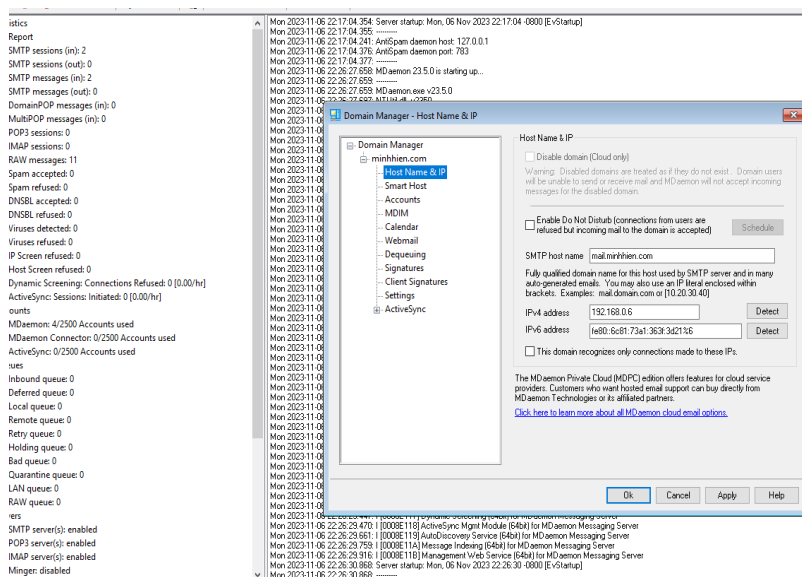 istics
Report
SMTP sessions (in): 2
SMTP sessions (out): 0
SMTP messages (in): 2
SMTP messages (out): 0
DomainPOP messages (in): 0
MultiPOP messages (in): 0
POP3 sessions: 0
IMAP sessions: 0
RAW messages: 11
Spam accepted: 0
Spam refused: 0
DNSBL accepted: 0
DNSBL refused: 0
Viruses detected: 0
Viruses refused: 0
IP Screen refused: 0
Host Screen refused: 0
Dynamic Screening: Connections Refused: 0 [0.00/hr]
ActiveSync: Sessions Initiated: 0 [0.00/hr]
ounts
MDaemon: 4/2500 Accounts used
MDaemon Connector: 0/2500 Accounts used
ActiveSync: 0/2500 Accounts used
eues
Inbound queue: 0
Deferred queue: 0
Local queue: 0
Remote queue: 0
Retry queue: 0
Holding queue: 0
Bad queue: 0
Quarantine queue: 0
LAN queue: 0
RAW queue: 0
vers
SMTP server(s): enabled
POP3 server(s): enabled
IMAP server(s): enabled
Minger: disabled
Mon 2023-11-06 22:17:04.354: Server startup: Mon, 06 Nov 2023 22:17:04 -0800 [EvStartup]
Mon 2023-11-06 22:17:04.355: ----------
Mon 2023-11-06 22:17:04.241: AntiSpam daemon host: 127.0.0.1
Mon 2023-11-06 22:17:04.376: AntiSpam daemon port: 783
Mon 2023-11-06 22:17:04.377: ----------
Mon 2023-11-06 22:26:27.658: MDaemon 23.5.0 is starting up...
Mon 2023-11-06 22:26:27.659: ----------
Mon 2023-11-06 22:26:27.659: MDaemon.exe v23.5.0
Domain Manager - Host Name & IP
Domain Manager
minhhien.com
Host Name & IP
Smart Host
Accounts
MDIM
Calendar
Webmail
Dequeuing
Signatures
Client Signatures
Settings
ActiveSync
Host Name & IP
Disable domain (Cloud only)
Warning: Disabled domains are treated as if they do not exist. Domain users
will be unable to send or receive mail and MDaemon will not accept incoming
messages for the disabled domain.
Enable Do Not Disturb (connections from users are
refused but incoming mail to the domain is accepted)
Schedule
SMTP host name mail.minhhien.com
Fully qualified domain name for this host used by SMTP server and in many
auto-generated emails. You may also use an IP literal enclosed within
brackets. Examples: mail.domain.com or [10.20.30.40]
IPv4 address 192.168.0.6 Detect
IPv6 address fe80::6c81:73a1:363f:3d21%6 Detect
This domain recognizes only connections made to these IPs.
The MDaemon Private Cloud (MDPC) edition offers features for cloud service
providers. Customers who want hosted email support can buy directly from
MDaemon Technologies or its affiliated partners.
Click here to learn more about all MDaemon cloud email options.
Ok Cancel Apply Help
Mon 2023-11-06 22:26:29.470: I [0008E118] ActiveSync Mgmt Module (64bit) for MDaemon Messaging Server
Mon 2023-11-06 22:26:29.661: I [0008E119] AutoDiscovery Service (64bit) for MDaemon Messaging Server
Mon 2023-11-06 22:26:29.759: I [0008E11A] Message Indexing (64bit) for MDaemon Messaging Server
Mon 2023-11-06 22:26:29.916: I [0008E11B] Management Web Service (64bit) for MDaemon Messaging Server
Mon 2023-11-06 22:26:30.868: Server startup: Mon, 06 Nov 2023 22:26:30 -0800 [EvStartup]
Mon 2023-11-06 22:26:30.868: ----------